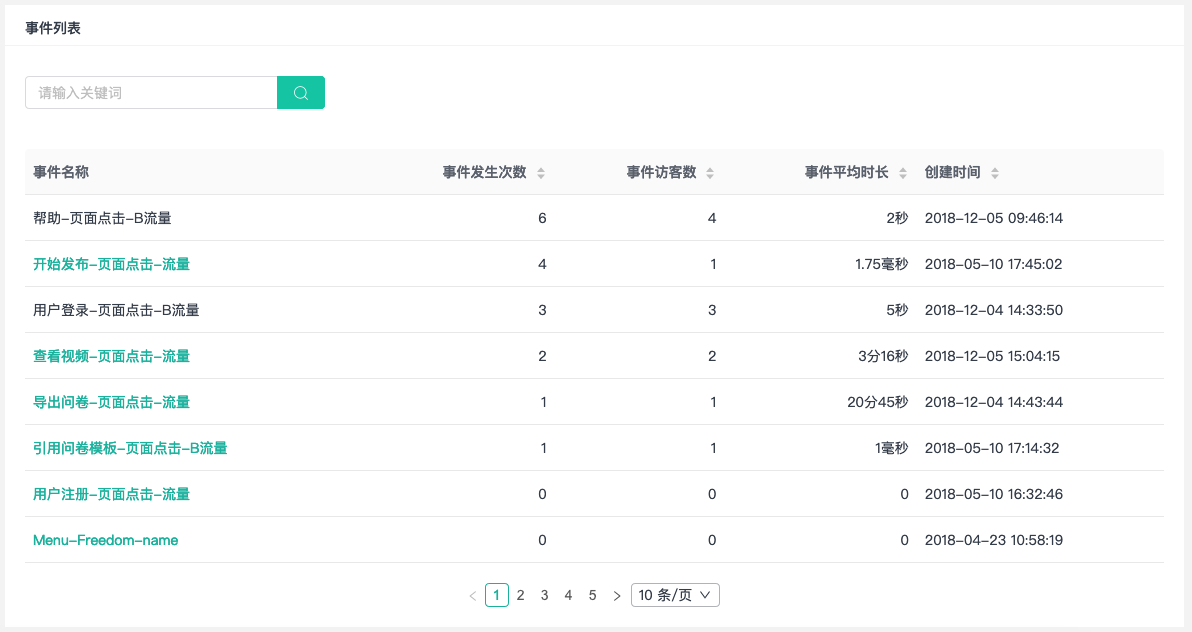 事件列表
请输入关键词
事件名称 事件发生次数 事件访客数 事件平均时长 创建时间
帮助-页面点击-B流量 6 4 2秒 2018-12-05 09:46:14
开始发布-页面点击-流量 4 1 1.75毫秒 2018-05-10 17:45:02
用户登录-页面点击-B流量 3 3 5秒 2018-12-04 14:33:50
查看视频-页面点击-流量 2 2 3分16秒 2018-12-05 15:04:15
导出问卷-页面点击-流量 1 1 20分45秒 2018-12-04 14:43:44
引用问卷模板-页面点击-B流量 1 1 1毫秒 2018-05-10 17:14:32
用户注册-页面点击-流量 0 0 0 2018-05-10 16:32:46
Menu-Freedom-name 0 0 0 2018-04-23 10:58:19
1 2 3 4 5 10 条/页